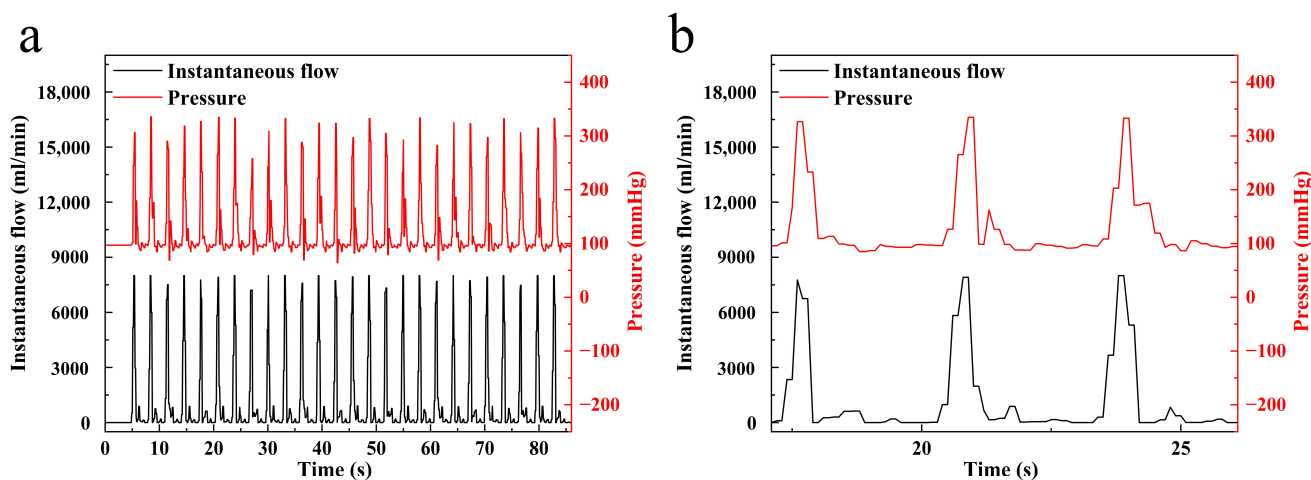 a
Instantaneous flow
Pressure
Instantaneous flow (ml/min)
18,000
15,000
12,000
9000
6000
3000
0
400
300
200
100
0
−100
−200
Pressure (mmHg)
0 10 20 30 40 50 60 70 80
Time (s)
b
Instantaneous flow
Pressure
Instantaneous flow (ml/min)
18,000
15,000
12,000
9000
6000
3000
0
400
300
200
100
0
−100
−200
Pressure (mmHg)
20 25
Time (s)